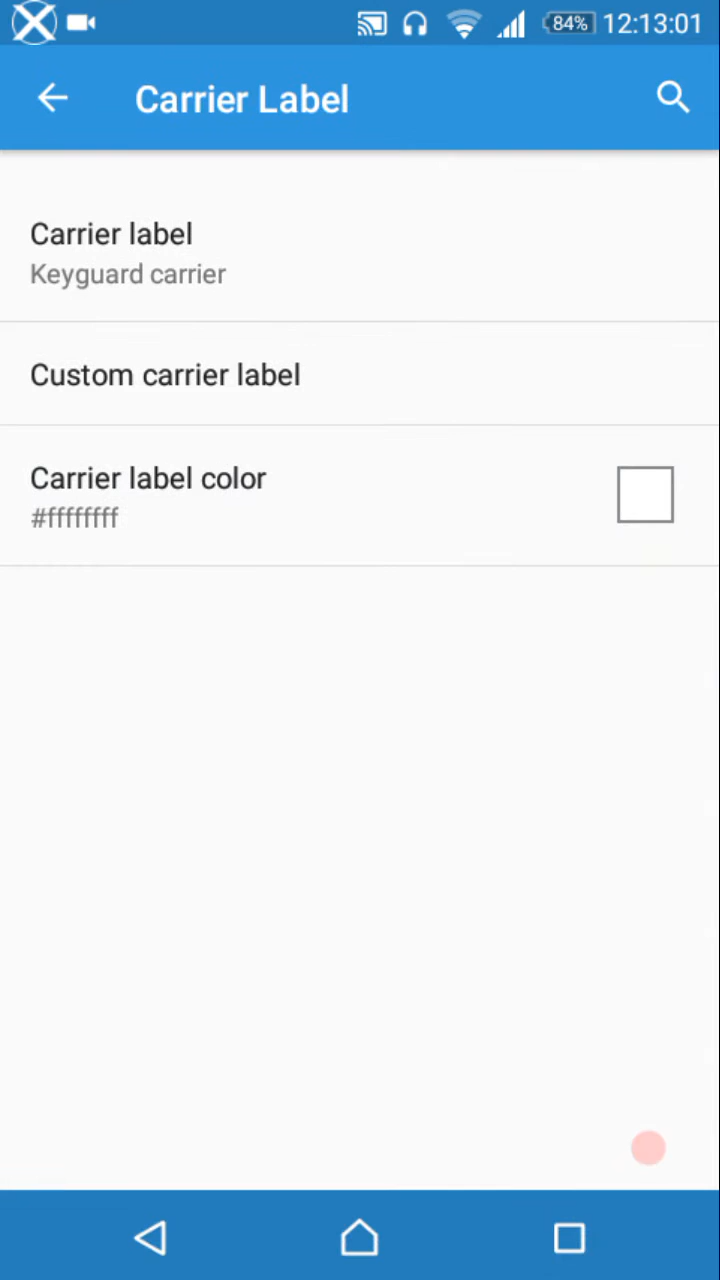 84% 12:13:01
Carrier Label
Carrier label
Keyguard carrier
Custom carrier label
Carrier label color
#ffffffff